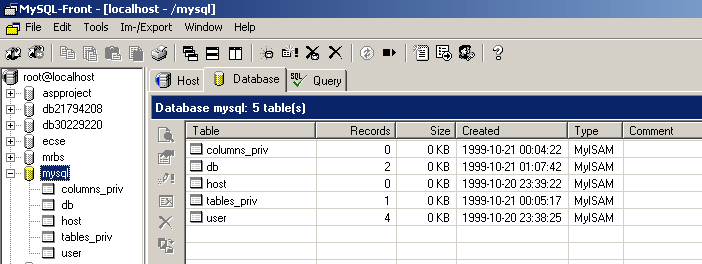 MySQL-Front - [localhost - /mysql]
File Edit Tools Im-/Export Window Help
root@localhost
aspproject
db21794208
db30229220
ecse
mrbs
mysql
columns_priv
db
host
tables_priv
user
Host Database SQL Query
Database mysql: 5 table(s)
Table Records Size Created Type Comment
columns_priv 0 0 KB 1999-10-21 00:04:22 MyISAM
db 2 0 KB 1999-10-21 01:07:42 MyISAM
host 0 0 KB 1999-10-20 23:39:22 MyISAM
tables_priv 1 0 KB 1999-10-21 00:05:17 MyISAM
user 4 0 KB 1999-10-20 23:38:25 MyISAM